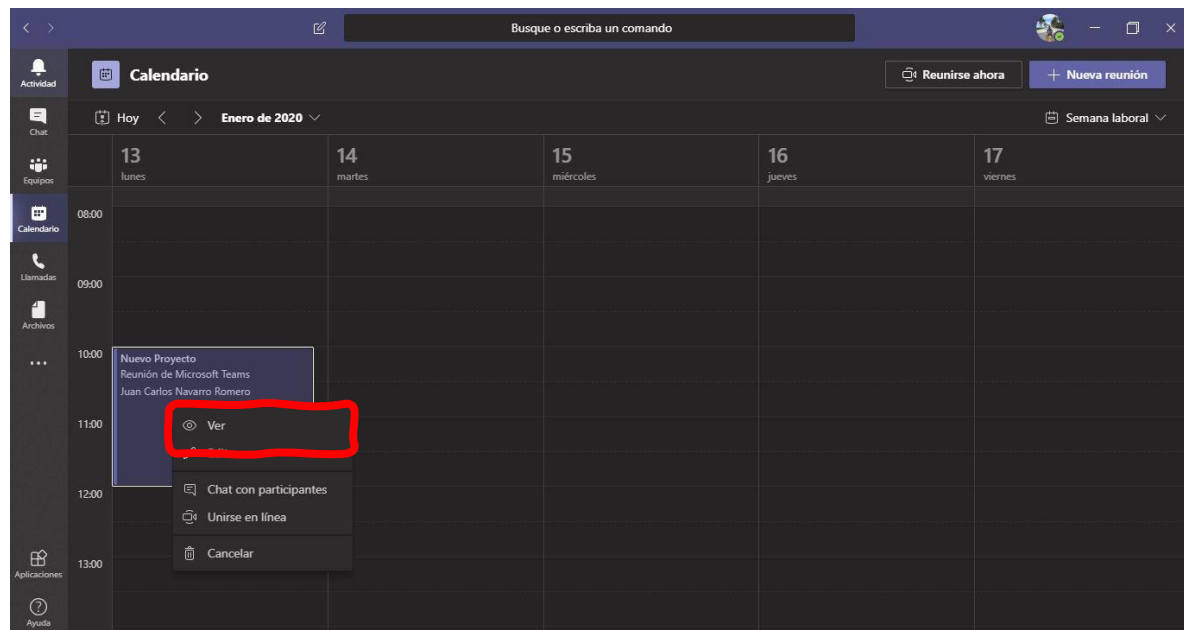 Busque o escriba un comando
Actividad
Calendario
Reunirse ahora
+ Nueva reunión
Chat
Hoy
Enero de 2020
Semana laboral
Equipos
13
lunes
14
martes
15
miércoles
16
jueves
17
viernes
Calendario
08:00
Llamadas
09:00
Archivos
10:00
Nuevo Proyecto
Reunión de Microsoft Teams
Juan Carlos Navarro Romero
11:00
Ver
12:00
Chat con participantes
Unirse en línea
Cancelar
13:00
Aplicaciones
Ayuda